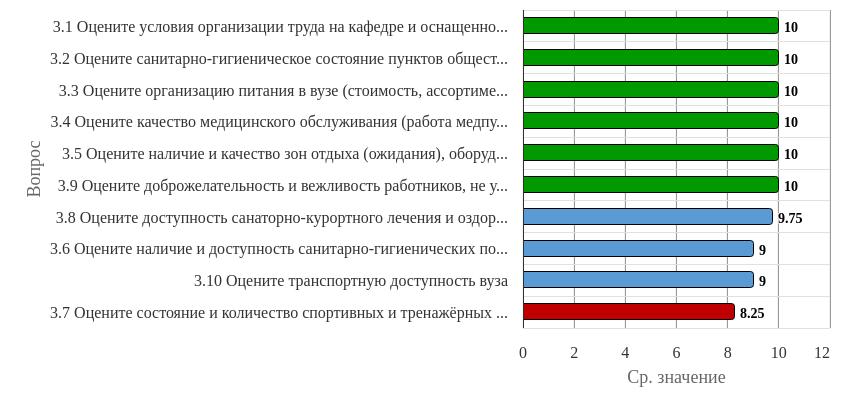 3.1 Оцените условия организации труда на кафедре и оснащенно... 10
3.2 Оцените санитарно-гигиеническое состояние пунктов общест... 10
3.3 Оцените организацию питания в вузе (стоимость, ассортиме... 10
3.4 Оцените качество медицинского обслуживания (работа медпу... 10
3.5 Оцените наличие и качество зон отдыха (ожидания), оборуд... 10
3.9 Оцените доброжелательность и вежливость работников, не у... 10
3.8 Оцените доступность санаторно-курортного лечения и оздор... 9.75
3.6 Оцените наличие и доступность санитарно-гигиенических по... 9
3.10 Оцените транспортную доступность вуза 9
3.7 Оцените состояние и количество спортивных и тренажёрных ... 8.25
Вопрос
0 2 4 6 8 10 12
Ср. значение